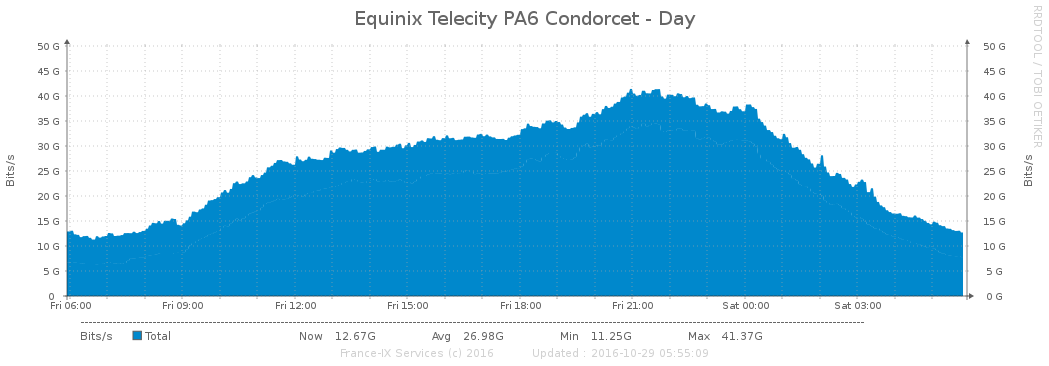 Equinix Telecity PA6 Condorcet - Day
RRDTOOL / TOBI OETIKER
Bits/s
50 G 50 G
45 G 45 G
40 G 40 G
35 G 35 G
30 G 30 G
25 G 25 G
20 G 20 G
15 G 15 G
10 G 10 G
5 G 5 G
0 0 G
Bits/s
Fri 06:00 Fri 09:00 Fri 12:00 Fri 15:00 Fri 18:00 Fri 21:00 Sat 00:00 Sat 03:00
Bits/s Total Now 12.67G Avg 26.98G Min 11.25G Max 41.37G
France-IX Services (c) 2016 Updated : 2016-10-29 05:55:09